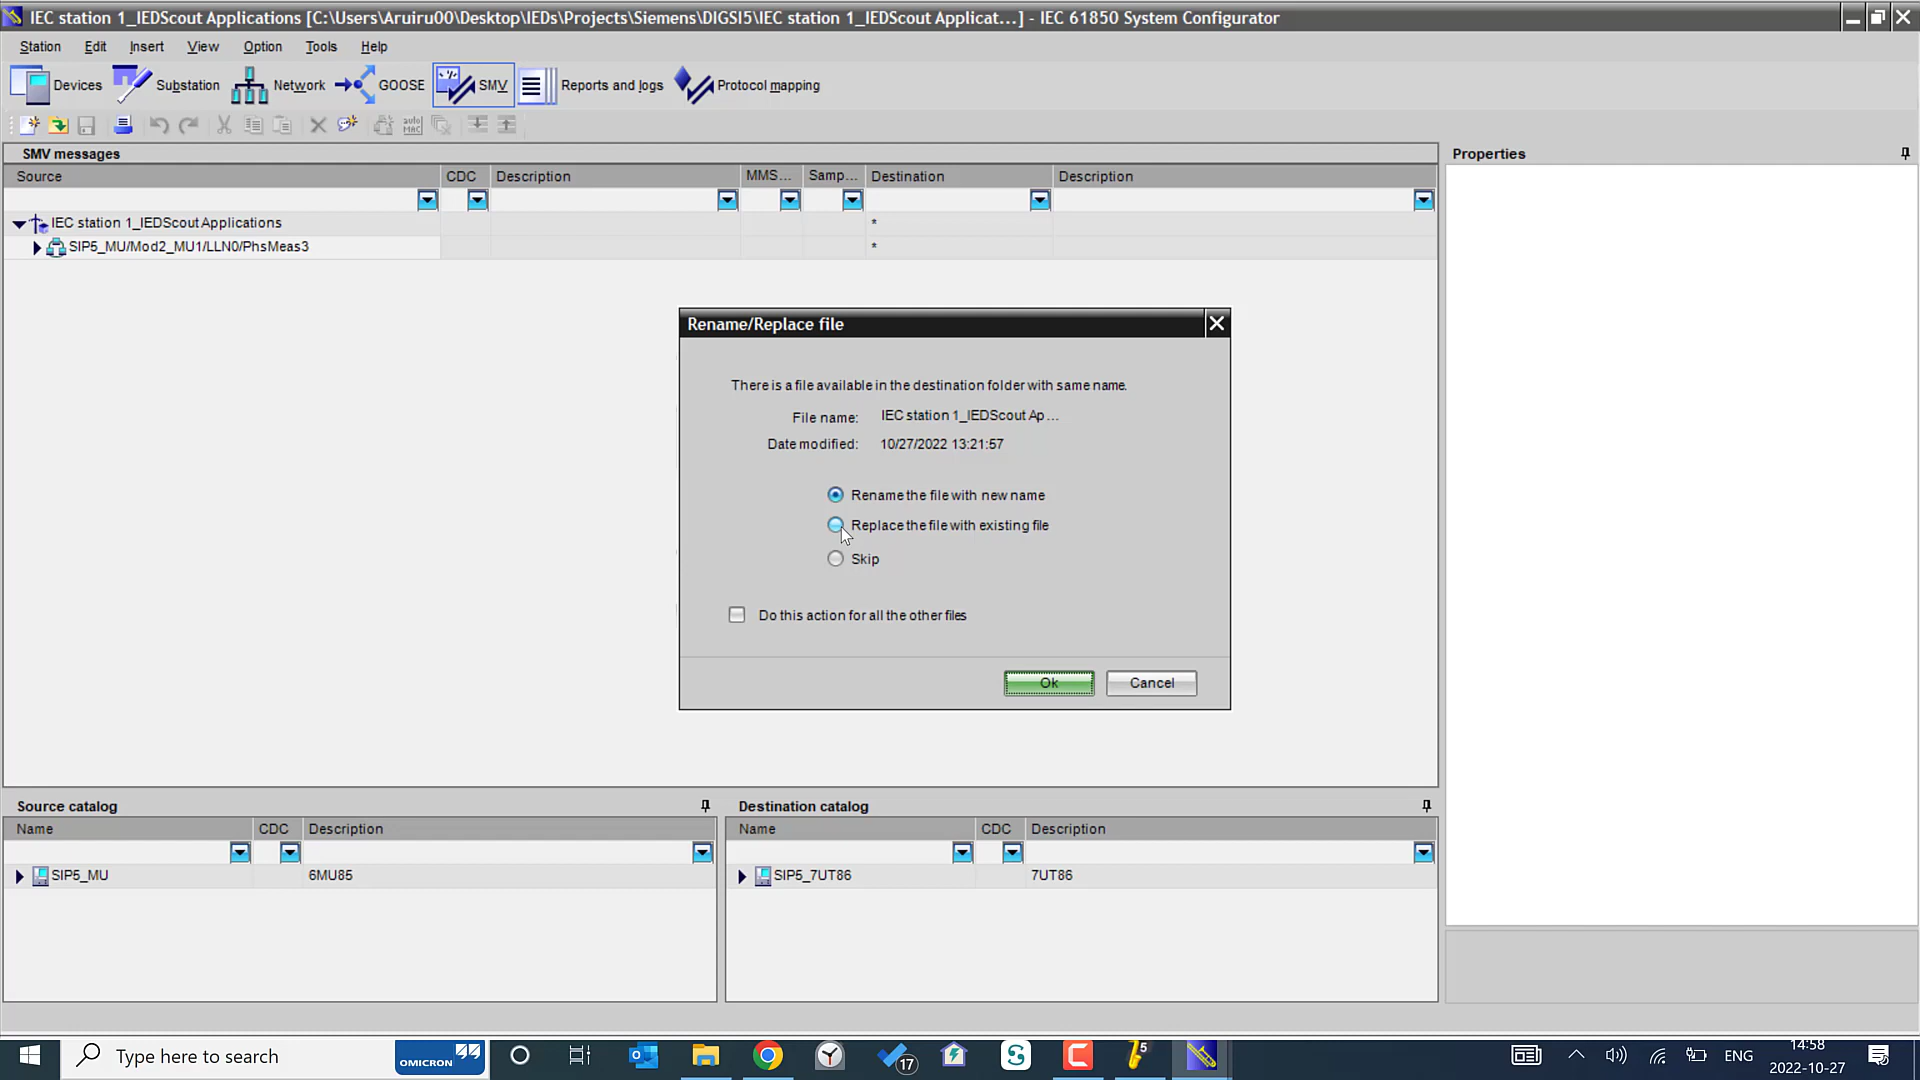 IEC station 1_IEDScout Applications [C:\Users\Aruiru00\Desktop\IEDs\Projects\Siemens\DIGSI5\IEC station 1_IEDScout Applicat...] - IEC 61850 System Configurator
Station Edit Insert View Option Tools Help
Devices Substation Network GOOSE SMV Reports and logs Protocol mapping
auto MAC
SMV messages
Properties
Source CDC Description MMS... Samp... Destination Description
IEC station 1_IEDScout Applications *
SIP5_MU/Mod2_MU1/LLN0/PhsMeas3 *
Rename/Replace file
There is a file available in the destination folder with same name.
File name: IEC station 1_IEDScout Ap ...
Date modified: 10/27/2022 13:21:57
Rename the file with new name
Replace the file with existing file
Skip
Do this action for all the other files
Ok Cancel
Source catalog
Name CDC Description
SIP5_MU 6MU85
Destination catalog
Name CDC Description
SIP5_7UT86 7UT86
Type here to search
OMICRON
17
5
ENG
14:58
2022-10-27